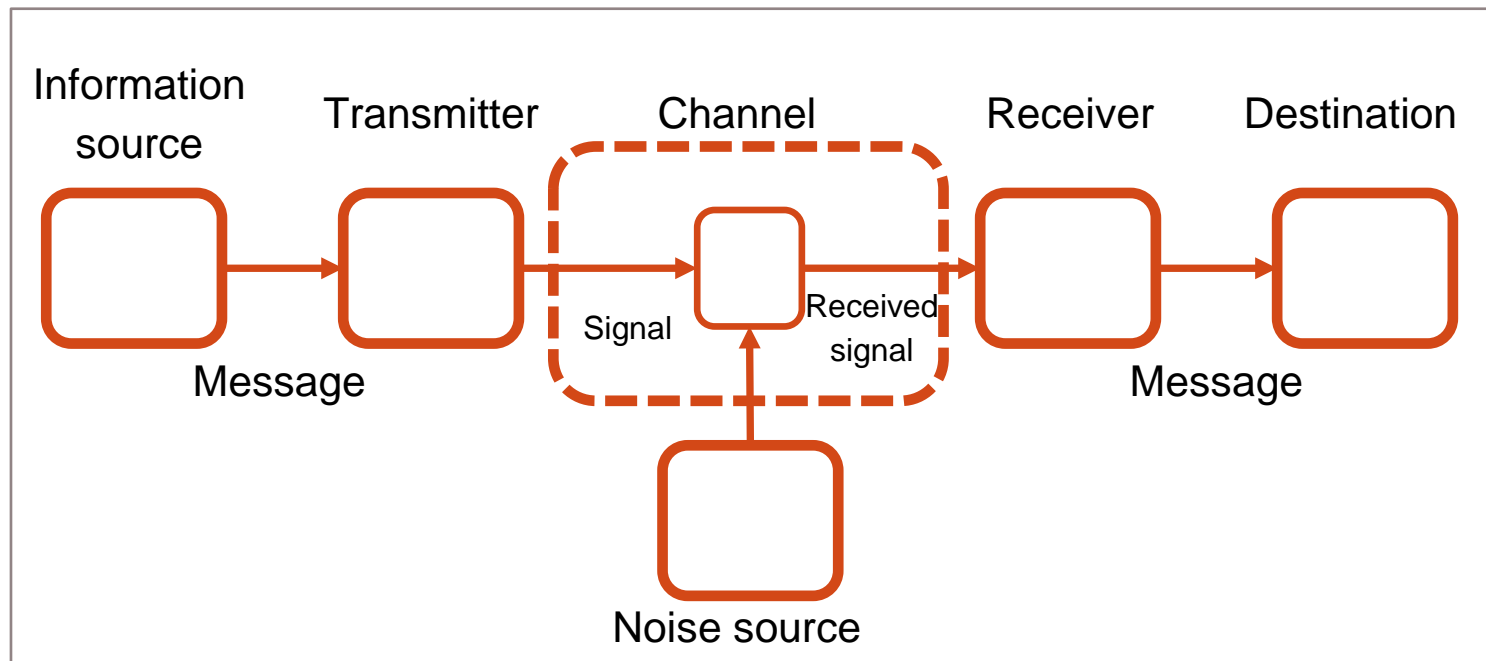 Information
source
Transmitter
Channel
Receiver
Destination
Signal
Received
signal
Message
Message
Noise source